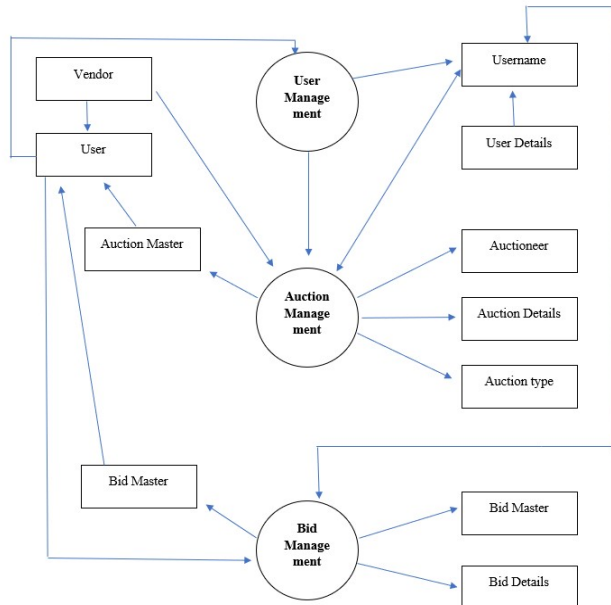 Vendor
User
Manage
ment
Username
User
User Details
Auction Master
Auctioneer
Auction
Manage
ment
Auction Details
Auction type
Bid Master
Bid
Manage
ment
Bid Master
Bid Details